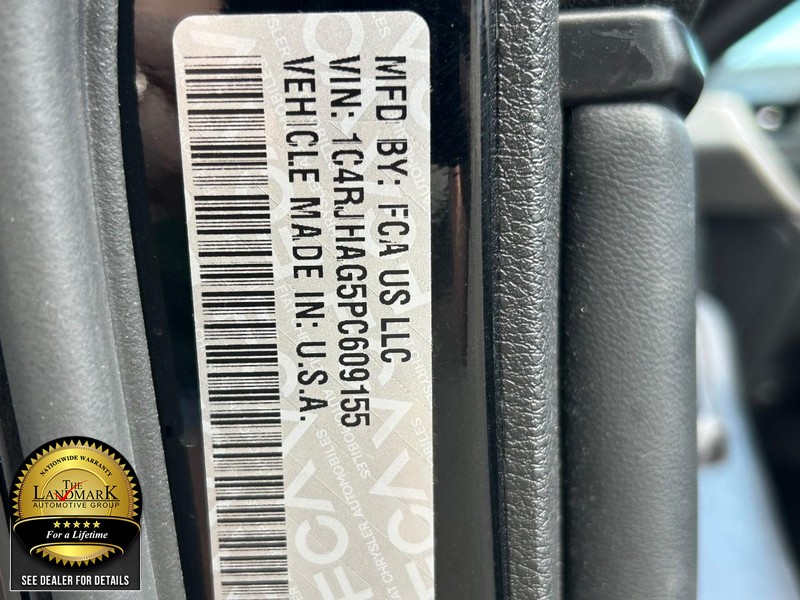 MFD BY: FCA US LLC
VIN: 1C4RJHAG5PC609155
VEHICLE MADE IN: U.S.A.
NATIONWIDE WARRANTY
THE
LANDMARK
AUTOMOTIVE GROUP
For a Lifetime
SEE DEALER FOR DETAILS